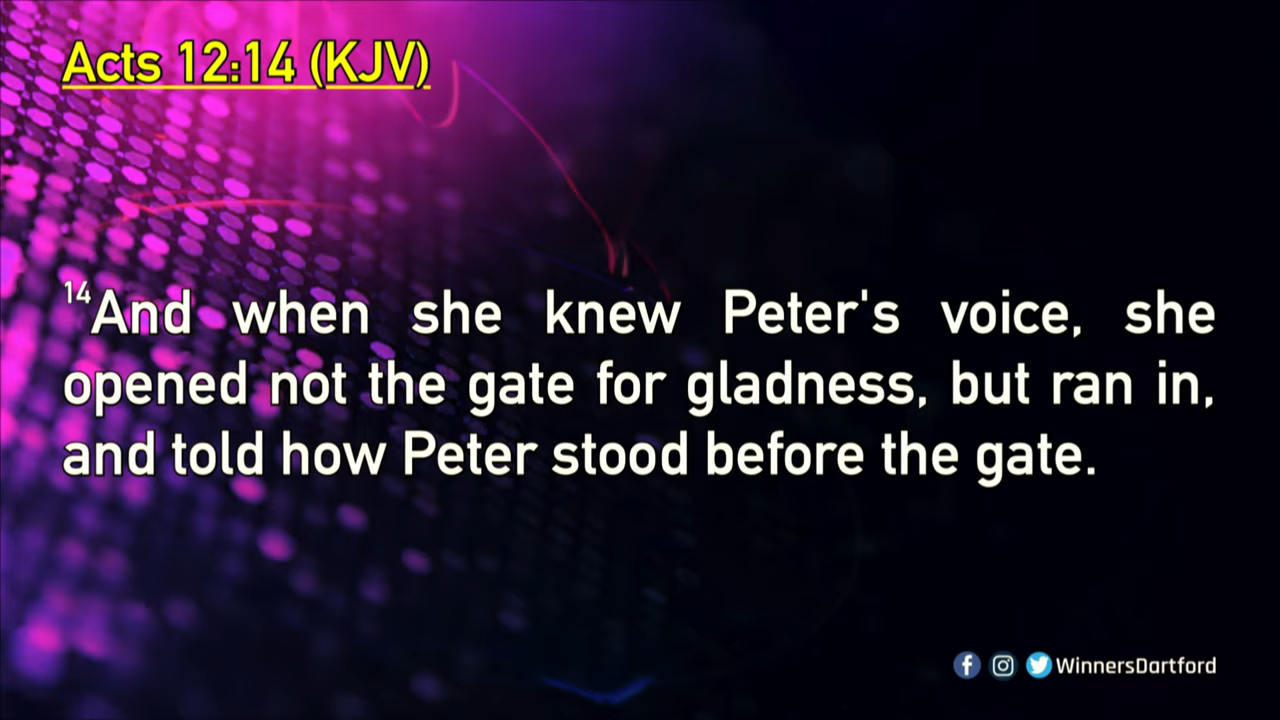 Acts 12:14 (KJV)
14And when she knew Peter's voice, she
opened not the gate for gladness, but ran in,
and told how Peter stood before the gate.
WinnersDartford